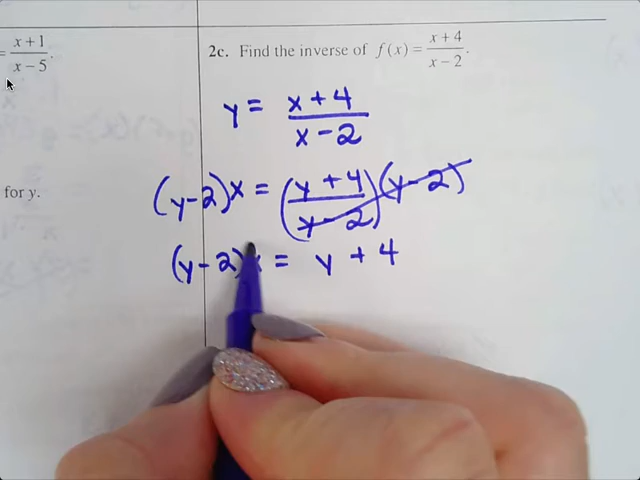 = x + 1 / x − 5.
for y.
2c. Find the inverse of f(x) = x + 4 / x − 2.
y = x + 4 / x − 2
(y − 2)x = (y + 4 / y − 2)(y − 2)
(y − 2)x = y + 4